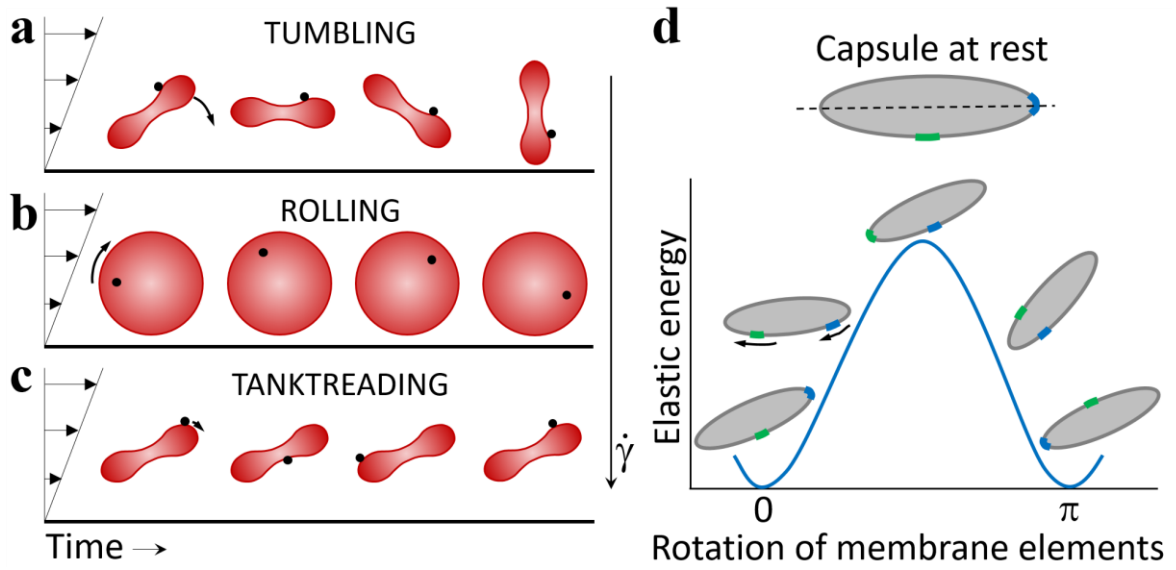 a
TUMBLING
b
ROLLING
c
TANKTREADING
Time
γ̇
d
Capsule at rest
Elastic energy
0
π
Rotation of membrane elements